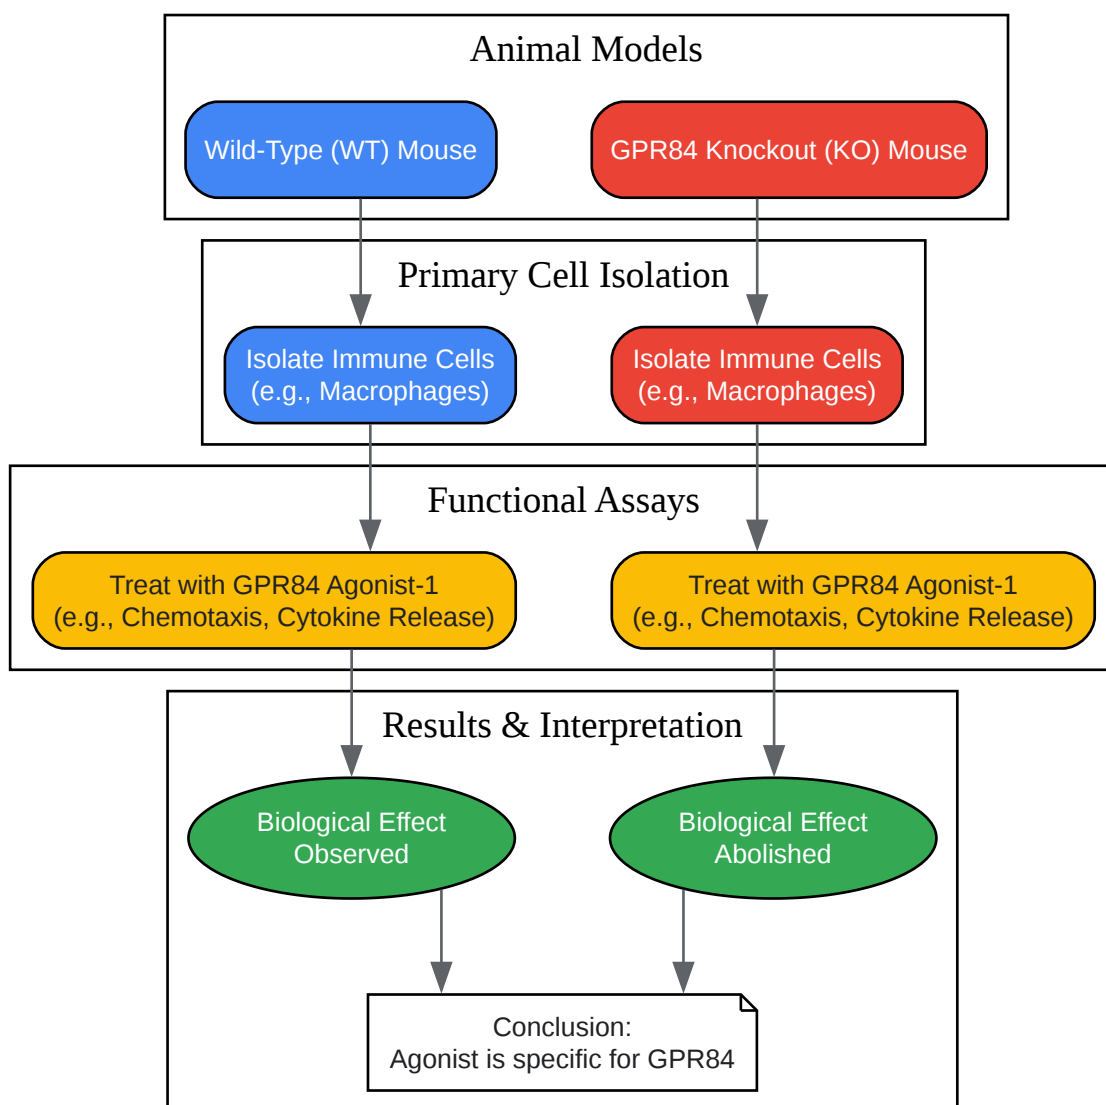 Animal Models
Wild-Type (WT) Mouse
GPR84 Knockout (KO) Mouse
Primary Cell Isolation
Isolate Immune Cells
(e.g., Macrophages)
Isolate Immune Cells
(e.g., Macrophages)
Functional Assays
Treat with GPR84 Agonist-1
(e.g., Chemotaxis, Cytokine Release)
Treat with GPR84 Agonist-1
(e.g., Chemotaxis, Cytokine Release)
Results & Interpretation
Biological Effect
Observed
Biological Effect
Abolished
Conclusion:
Agonist is specific for GPR84